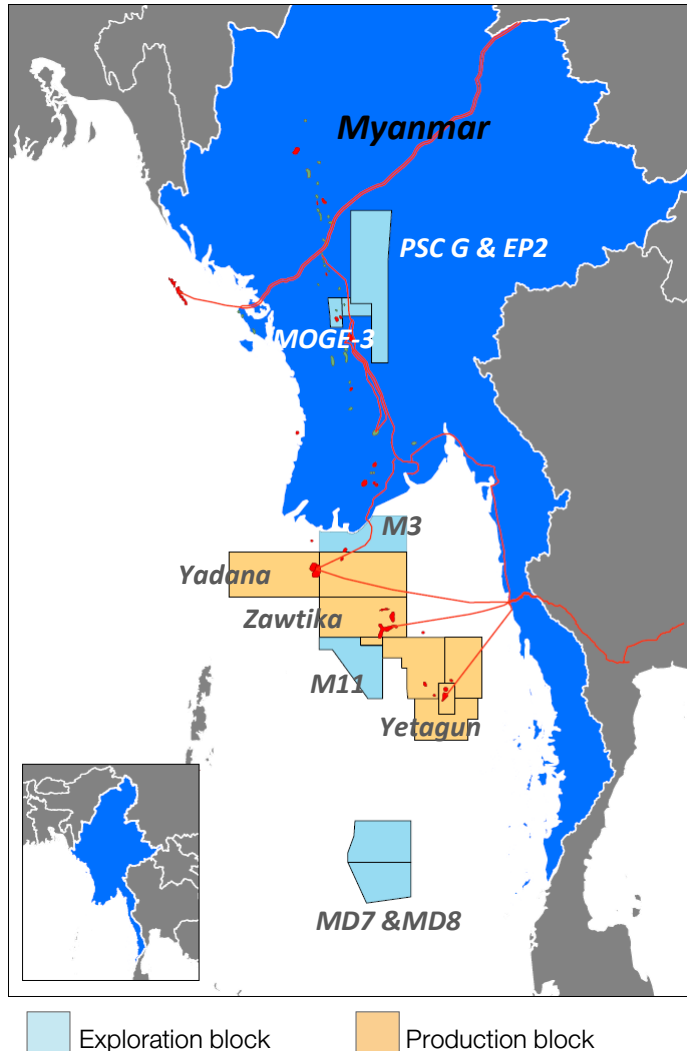 Myanmar
PSC G & EP2
MOGE-3
M3
Yadana
Zawtika
M11
Yetagun
MD7 &MD8
Exploration block
Production block